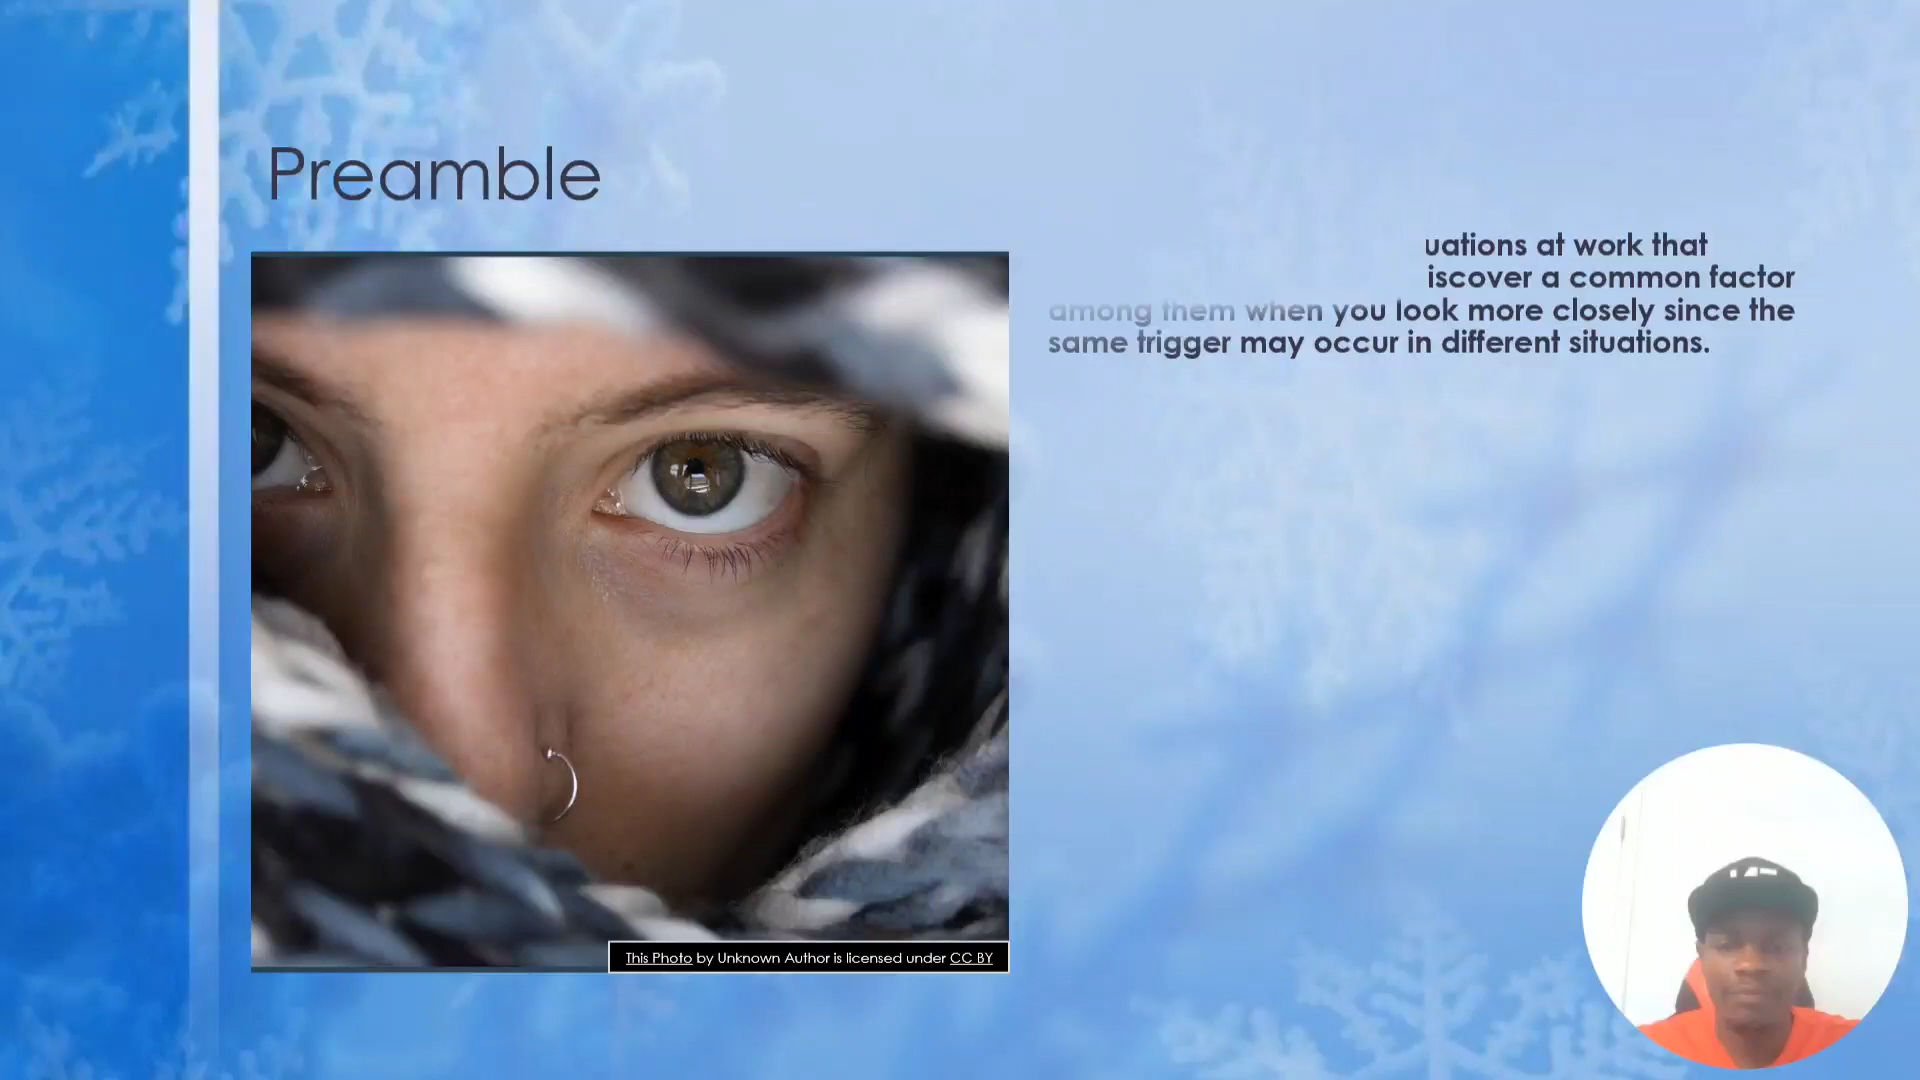 Preamble
uations at work that
iscover a common factor
among them when you look more closely since the
same trigger may occur in different situations.
This Photo by Unknown Author is licensed under CC BY